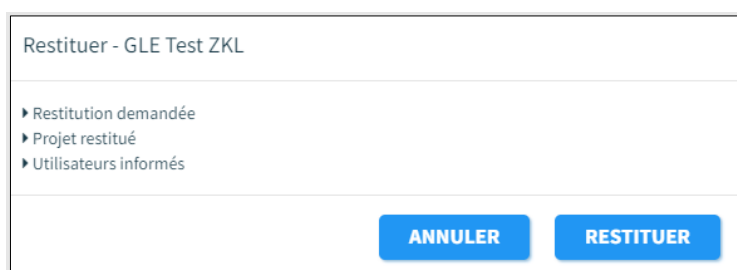 Restituer - GLE Test ZKL
Restitution demandée
Projet restitué
Utilisateurs informés
ANNULER RESTITUER